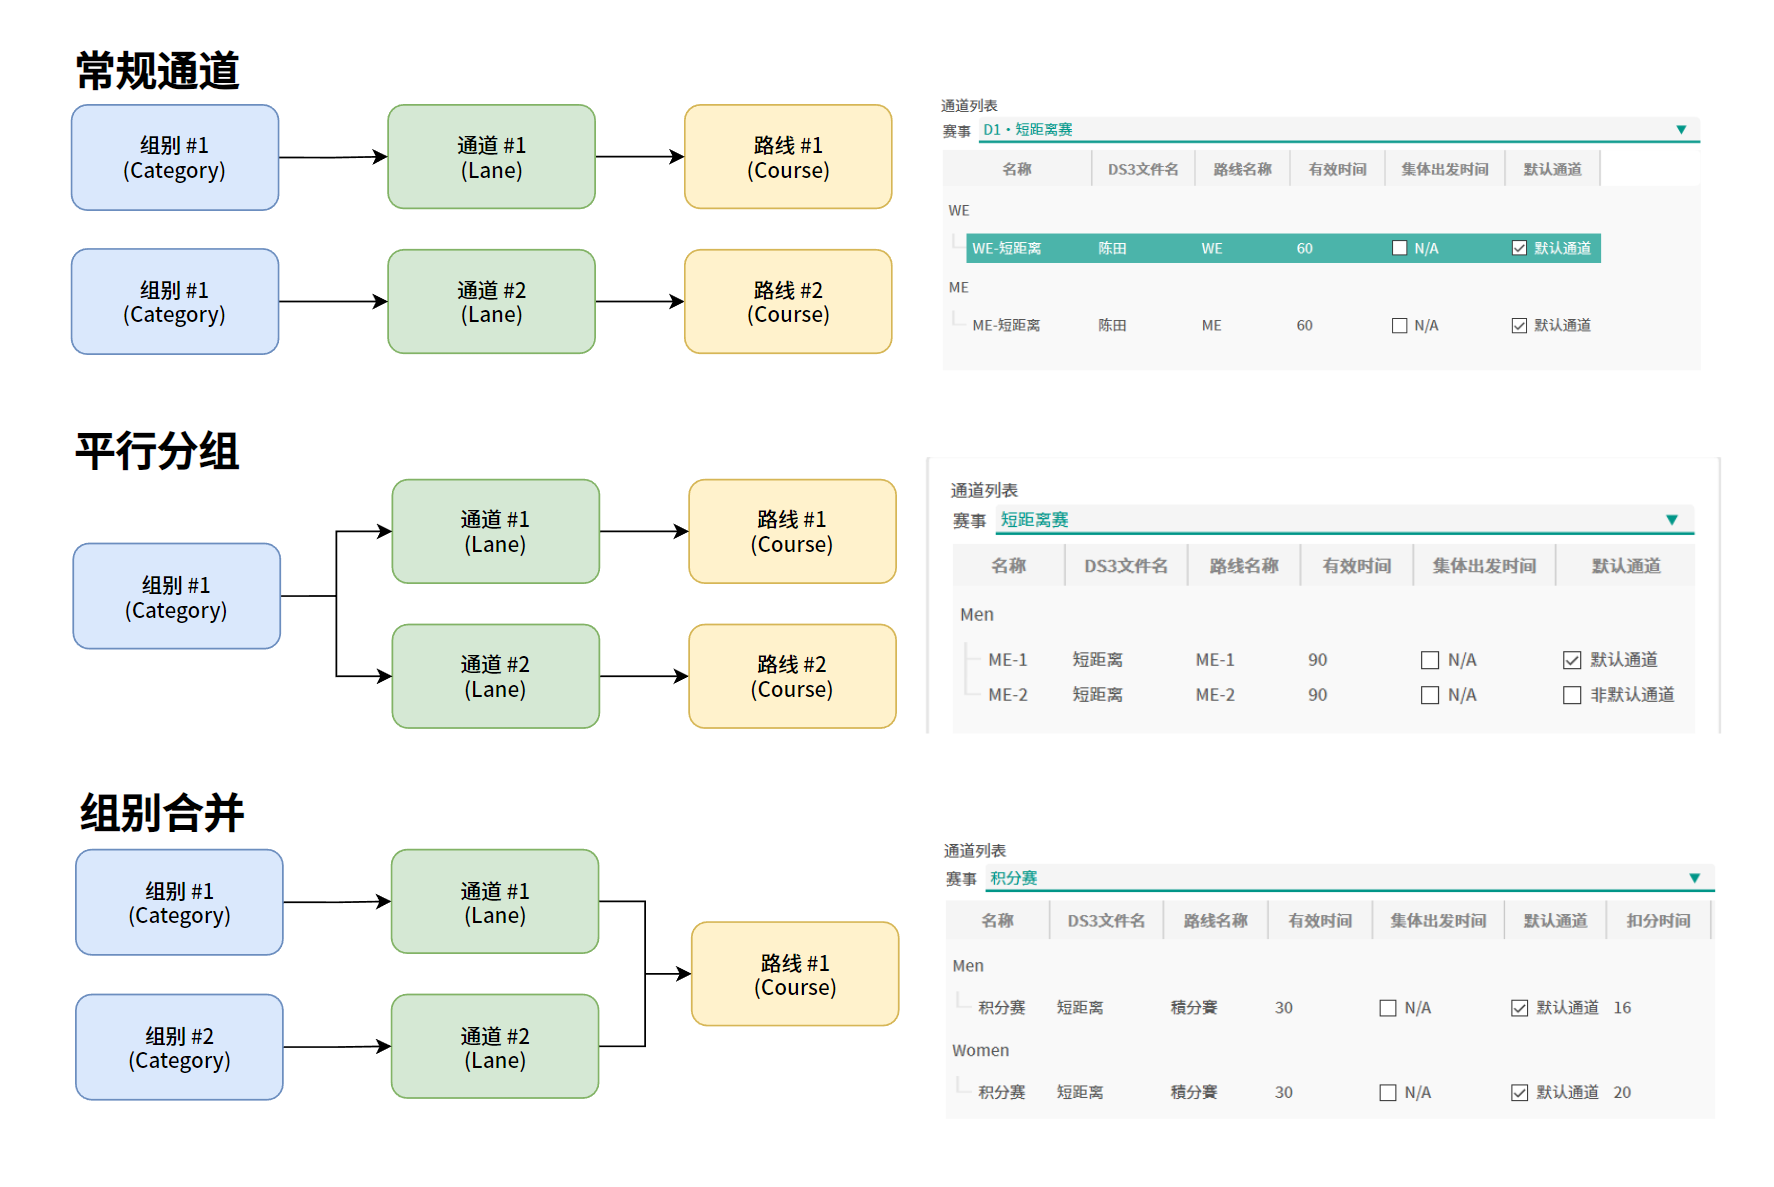 常规通道
组别 #1
(Category)
通道 #1
(Lane)
路线 #1
(Course)
组别 #1
(Category)
通道 #2
(Lane)
路线 #2
(Course)
通道列表
赛事 D1・短距离赛
名称 DS3文件名 路线名称 有效时间 集体出发时间 默认通道
WE
WE-短距离 陈田 WE 60 N/A 默认通道
ME
ME-短距离 陈田 ME 60 N/A 默认通道
平行分组
组别 #1
(Category)
通道 #1
(Lane)
路线 #1
(Course)
通道 #2
(Lane)
路线 #2
(Course)
通道列表
赛事 短距离赛
名称 DS3文件名 路线名称 有效时间 集体出发时间 默认通道
Men
ME-1 短距离 ME-1 90 N/A 默认通道
ME-2 短距离 ME-2 90 N/A 非默认通道
组别合并
组别 #1
(Category)
通道 #1
(Lane)
组别 #2
(Category)
通道 #2
(Lane)
路线 #1
(Course)
通道列表
赛事 积分赛
名称 DS3文件名 路线名称 有效时间 集体出发时间 默认通道 扣分时间
Men
积分赛 短距离 積分賽 30 N/A 默认通道 16
Women
积分赛 短距离 積分賽 30 N/A 默认通道 20